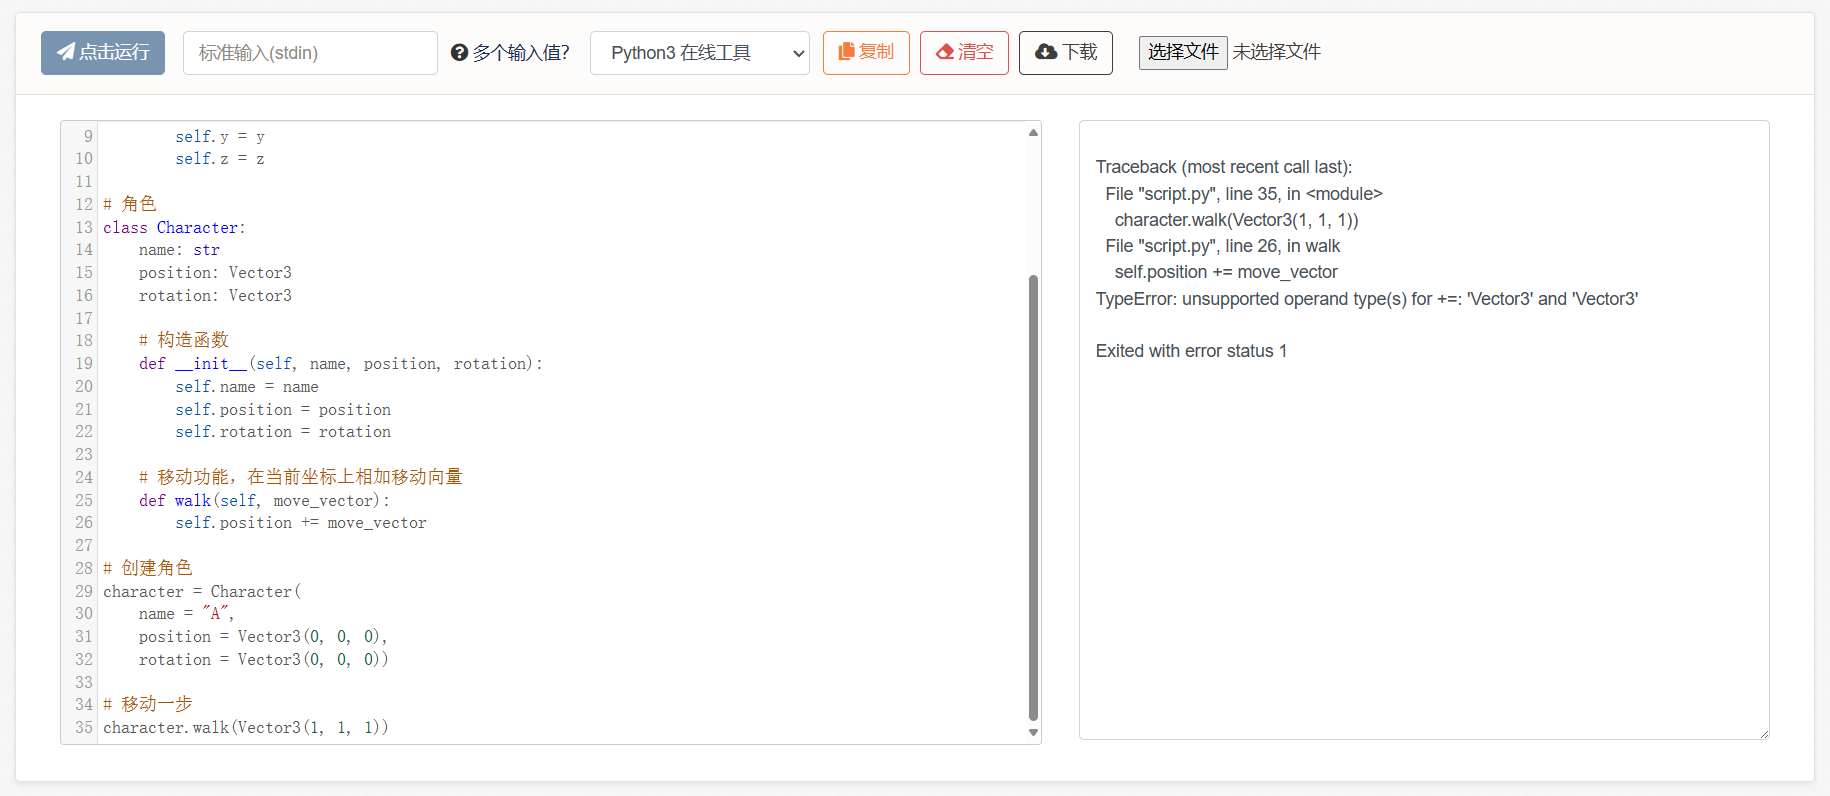 点击运行 标准输入(stdin) 多个输入值? Python3 在线工具 复制 清空 下载 选择文件 未选择文件
9         self.y = y
10         self.z = z
11
12 # 角色
13 class Character:
14     name: str
15     position: Vector3
16     rotation: Vector3
17
18     # 构造函数
19     def __init__(self, name, position, rotation):
20         self.name = name
21         self.position = position
22         self.rotation = rotation
23
24     # 移动功能，在当前坐标上相加移动向量
25     def walk(self, move_vector):
26         self.position += move_vector
27
28 # 创建角色
29 character = Character(
30     name = "A",
31     position = Vector3(0, 0, 0),
32     rotation = Vector3(0, 0, 0))
33
34 # 移动一步
35 character.walk(Vector3(1, 1, 1))
Traceback (most recent call last):
  File "script.py", line 35, in <module>
    character.walk(Vector3(1, 1, 1))
  File "script.py", line 26, in walk
    self.position += move_vector
TypeError: unsupported operand type(s) for +=: 'Vector3' and 'Vector3'
Exited with error status 1